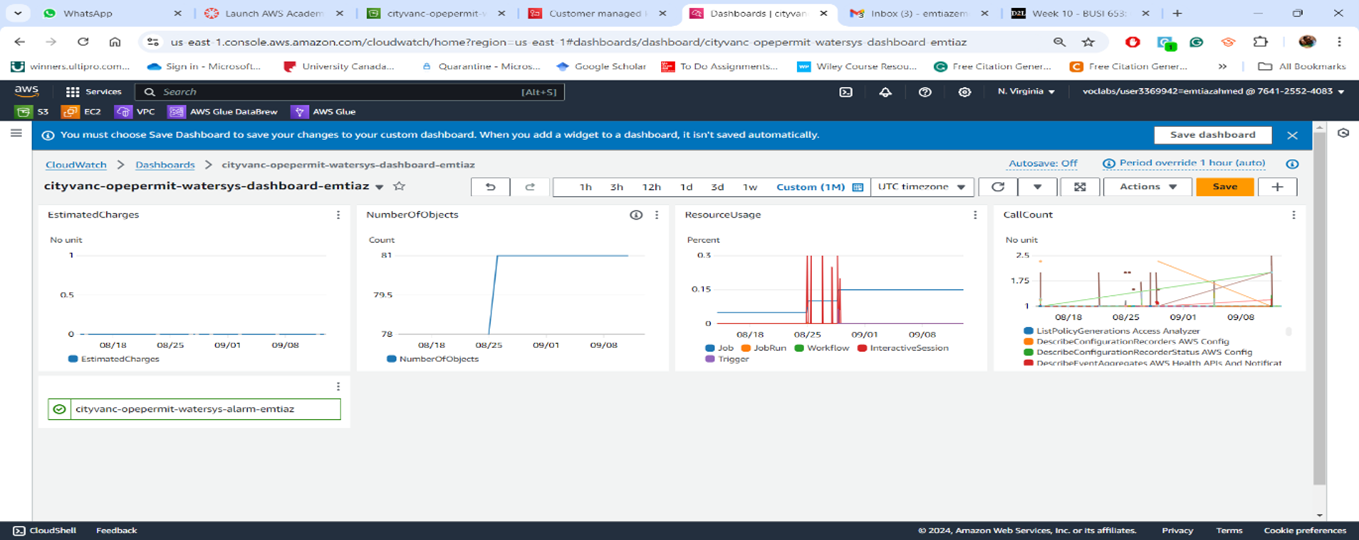 WhatsApp
Launch AWS Academ
cityvanc-opepermit-v
Customer managed
Dashboards | cityvan
Inbox (3) - emtiazem
Week 10 - BUSI 653:
us-east-1.console.aws.amazon.com/cloudwatch/home?region=us-east-1#dashboards/dashboard/cityvanc-opepermit-watersys-dashboard-emtiaz
winners.ultipro.com...
Sign in - Microsoft...
University Canada...
Quarantine - Micros...
Google Scholar
To Do Assignments...
Wiley Course Resou...
Free Citation Gener...
Free Citation Gener...
All Bookmarks
aws Services Search [Alt+S] N. Virginia voclabs/user3369942=emtiazahmed @ 7641-2552-4083
S3 EC2 VPC AWS Glue DataBrew AWS Glue
You must choose Save Dashboard to save your changes to your custom dashboard. When you add a widget to a dashboard, it isn't saved automatically. Save dashboard
CloudWatch Dashboards cityvanc-opepermit-watersys-dashboard-emtiaz Autosave: Off Period override 1 hour (auto)
cityvanc-opepermit-watersys-dashboard-emtiaz 1h 3h 12h 1d 3d 1w Custom (1M) UTC timezone Actions Save
EstimatedCharges
No unit
1
0.5
0
08/18 08/25 09/01 09/08
EstimatedCharges
NumberOfObjects
Count
81
79.5
78
08/18 08/25 09/01 09/08
NumberOfObjects
ResourceUsage
Percent
0.3
0.15
0
08/18 08/25 09/01 09/08
Job JobRun Workflow InteractiveSession
Trigger
CallCount
No unit
2.5
1.75
1
08/18 08/25 09/01 09/08
ListPolicyGenerations Access Analyzer
DescribeConfigurationRecorders AWS Config
DescribeConfigurationRecorderStatus AWS Config
DescribeEventAggregates AWS Health APIs And Notificat
cityvanc-opepermit-watersys-alarm-emtiaz
CloudShell Feedback © 2024, Amazon Web Services, Inc. or its affiliates. Privacy Terms Cookie preferences